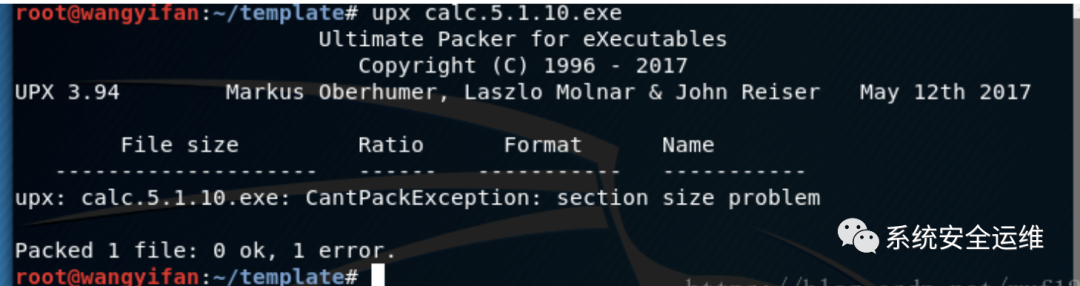 root@wangyifan:~/template# upx calc.5.1.10.exe
Ultimate Packer for eXecutables
Copyright (C) 1996 - 2017
UPX 3.94 Markus Oberhumer, Laszlo Molnar & John Reiser May 12th 2017
File size Ratio Format Name
-------------------- ------ ----------- -----------
upx: calc.5.1.10.exe: CantPackException: section size problem
Packed 1 file: 0 ok, 1 error.
系统安全运维
root@wangyifan:~/template#